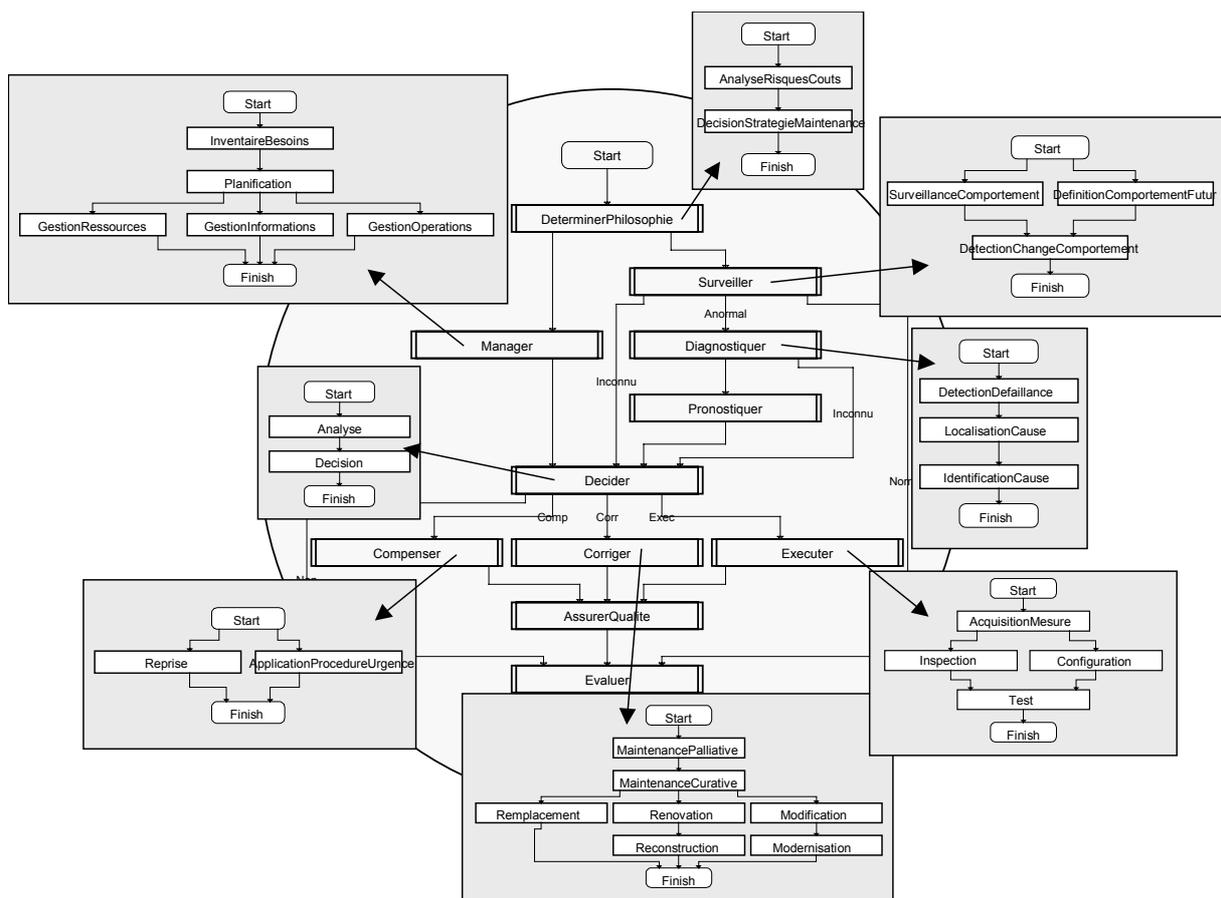 Start
AnalyseRisquesCouts
DecisionStrategieMaintenance
Finish
Start
InventaireBesoins
Planification
GestionRessources
GestionInformations
GestionOperations
Finish
Start
DeterminerPhilosophie
Surveiller
Anormal
Manager
Diagnostiquer
Inconnu
Inconnu
Pronostiquer
Decider
Norr
Comp
Corr
Exec
Compenser
Corriger
Executer
AssurerQualite
Evaluer
Start
SurveillanceComportement
DefinitionComportementFutur
DetectionChangeComportement
Finish
Start
DetectionDefaillance
LocalisationCause
IdentificationCause
Finish
Start
Analyse
Decision
Finish
Start
Reprise
ApplicationProcedureUrgence
Finish
Start
AcquisitionMesure
Inspection
Configuration
Test
Finish
Start
MaintenancePalliative
MaintenanceCurative
Remplacement
Renovation
Modification
Reconstruction
Modernisation
Finish